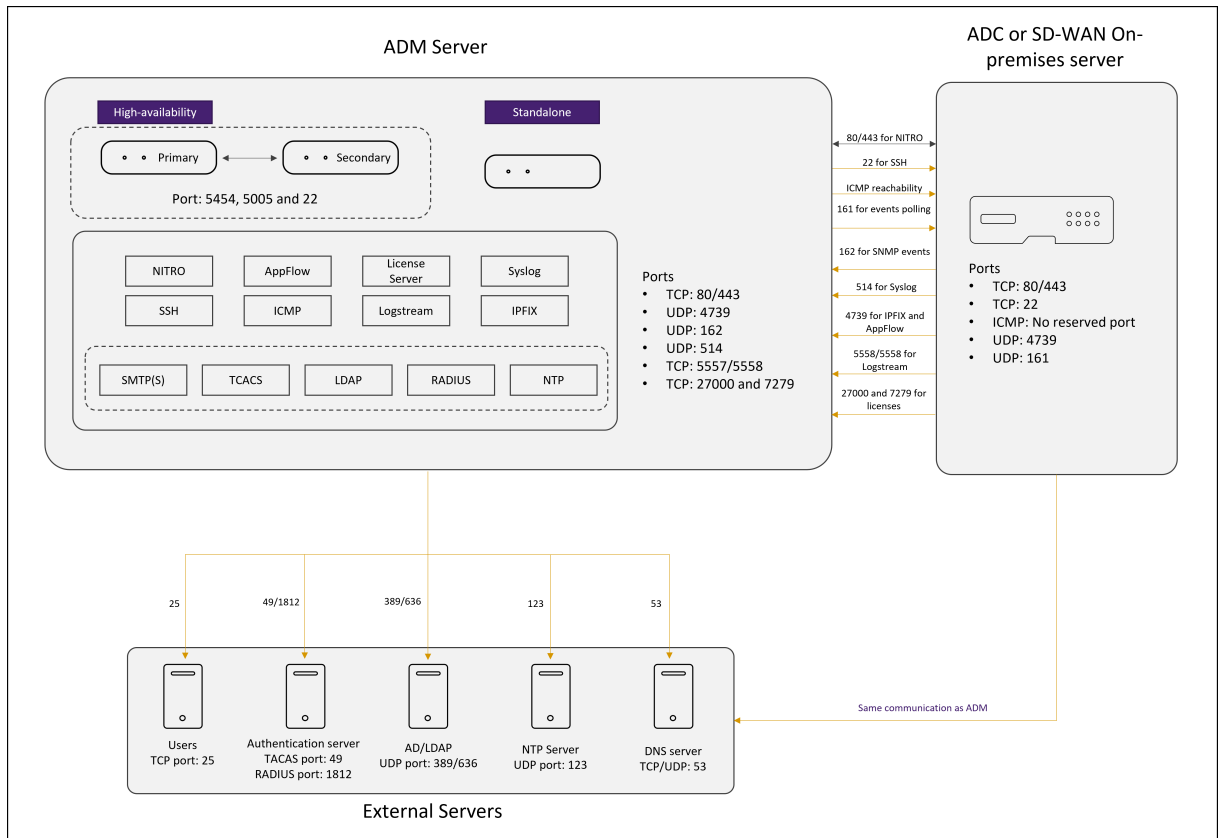 ADM Server
ADC or SD-WAN On-
premises server
High-availability
Standalone
Primary
Secondary
Port: 5454, 5005 and 22
NITRO
AppFlow
License
Server
Syslog
SSH
ICMP
Logstream
IPFIX
SMTP(S)
TCACS
LDAP
RADIUS
NTP
Ports
• TCP: 80/443
• UDP: 4739
• UDP: 162
• UDP: 514
• TCP: 5557/5558
• TCP: 27000 and 7279
80/443 for NITRO
22 for SSH
ICMP reachability
161 for events polling
162 for SNMP events
514 for Syslog
4739 for IPFIX and
AppFlow
5558/5558 for
Logstream
27000 and 7279 for
licenses
Ports
• TCP: 80/443
• TCP: 22
• ICMP: No reserved port
• UDP: 4739
• UDP: 161
25
49/1812
389/636
123
53
Users
TCP port: 25
Authentication server
TACAS port: 49
RADIUS port: 1812
AD/LDAP
UDP port: 389/636
NTP Server
UDP port: 123
DNS server
TCP/UDP: 53
Same communication as ADM
External Servers